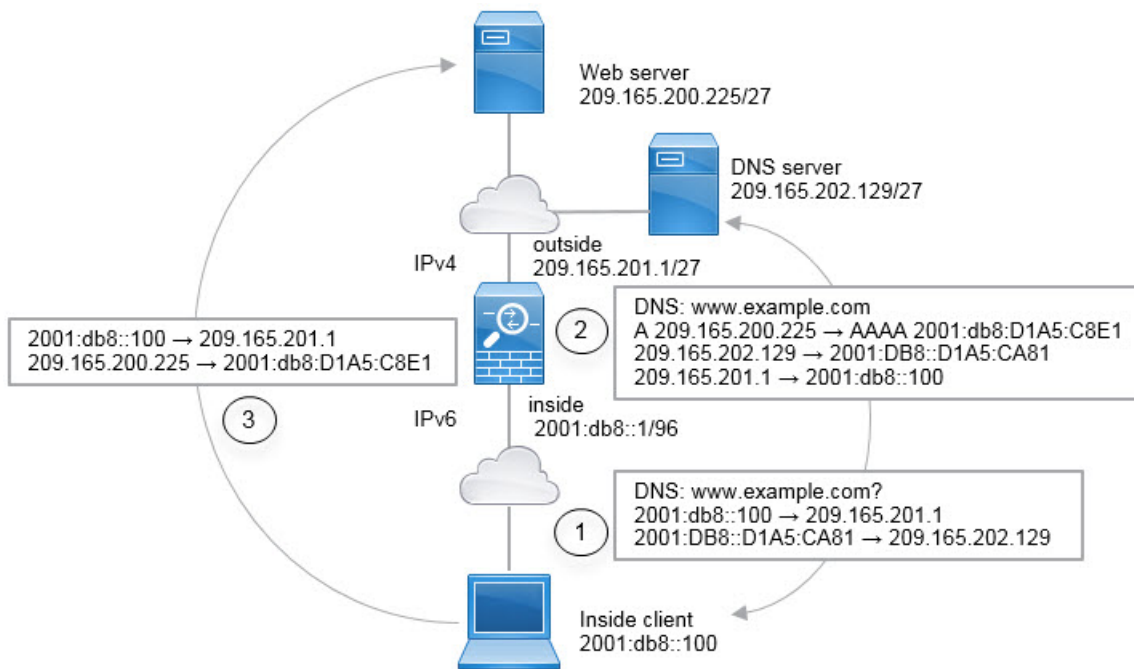 Web server
209.165.200.225/27
DNS server
209.165.202.129/27
outside
209.165.201.1/27
IPv4
2
DNS: www.example.com
A 209.165.200.225 → AAAA 2001:db8:D1A5:C8E1
209.165.202.129 → 2001:DB8::D1A5:CA81
209.165.201.1 → 2001:db8::100
2001:db8::100 → 209.165.201.1
209.165.200.225 → 2001:db8:D1A5:C8E1
3
IPv6
inside
2001:db8::1/96
1
DNS: www.example.com?
2001:db8::100 → 209.165.201.1
2001:DB8::D1A5:CA81 → 209.165.202.129
Inside client
2001:db8::100